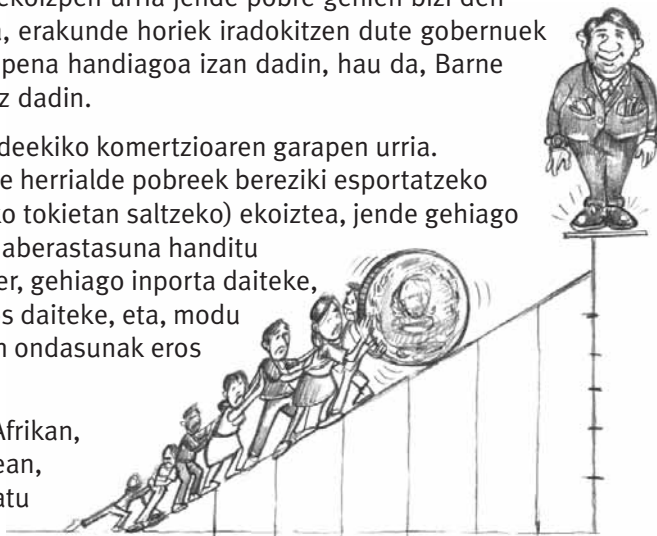 ekoizpen urria jende pobre gehien bizi den
, erakunde horiek iradokitzen dute gobernuek
pena handiagoa izan dadin, hau da, Barne
z dadin.
deekiko komertzioaren garapen urria.
e herrialde pobreek bereziki esportatzeko
ko tokietan saltzeko) ekoiztea, jende gehiago
aberastasuna handitu
er, gehiago inporta daiteke,
s daiteke, eta, modu
n ondasunak eros
Afrikan,
ean,
atu